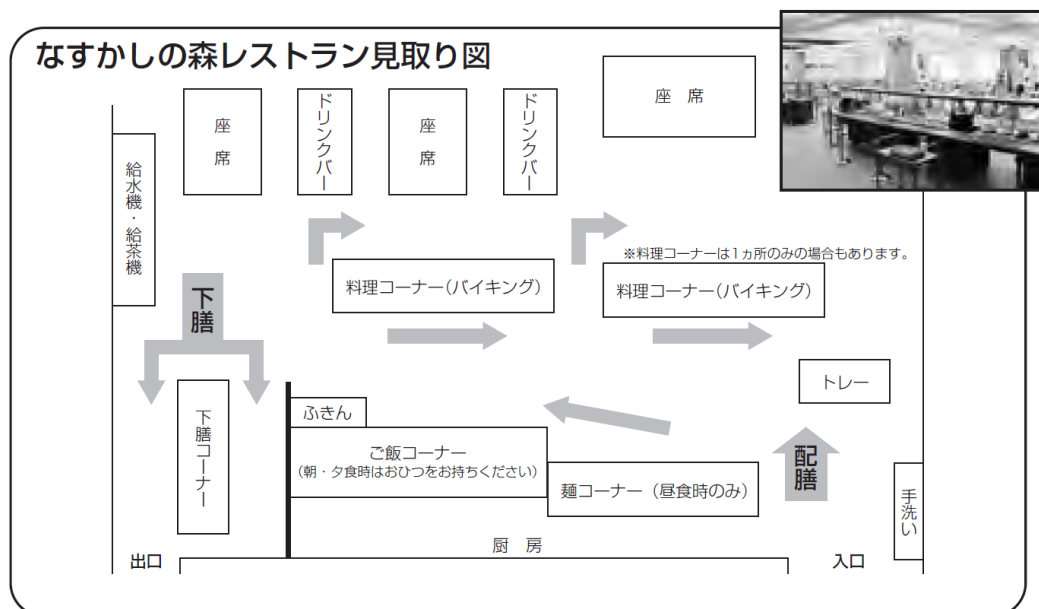 なすかしの森レストラン見取り図
座席
ドリンクバー
座席
ドリンクバー
座 席
給水機・給茶機
※料理コーナーは1ヵ所のみの場合もあります。
料理コーナー(バイキング)
料理コーナー(バイキング)
下膳
トレー
下膳コーナー
ふきん
ご飯コーナー
(朝・夕食時はおひつをお持ちください)
麺コーナー(昼食時のみ)
配膳
手洗い
厨 房
出口
入口